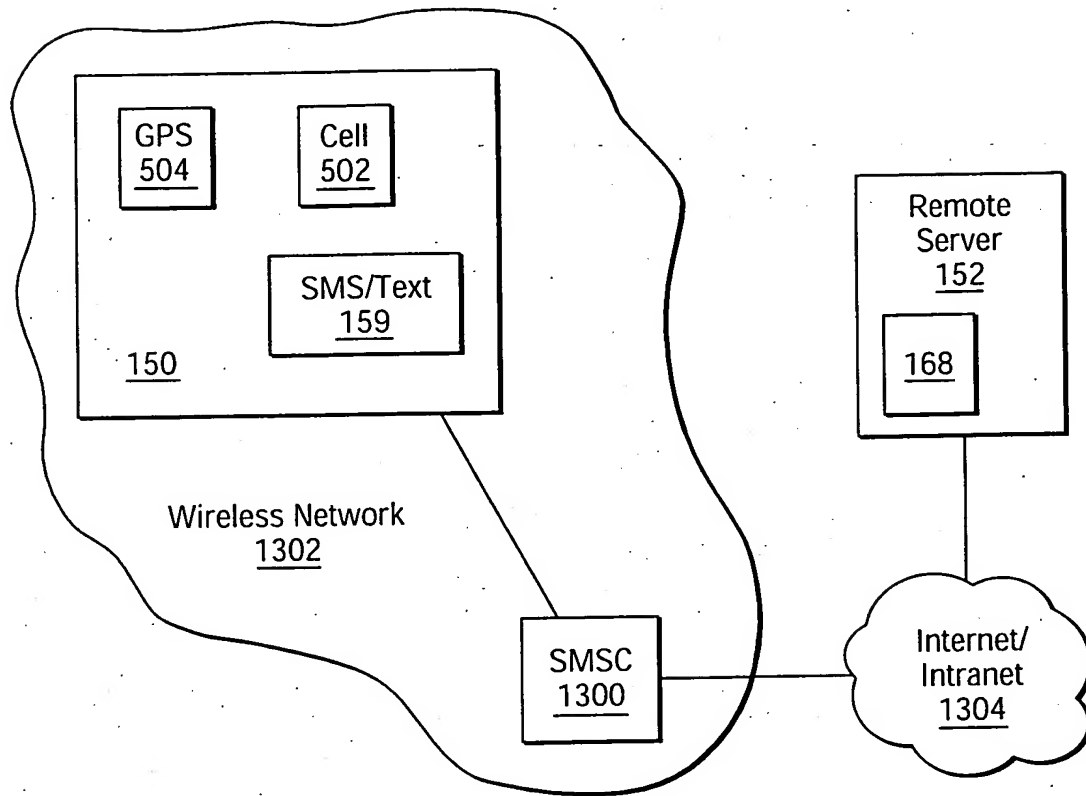 GPS
504
Cell
502
SMS/Text
159
150
Remote
Server
152
168
Wireless Network
1302
SMSC
1300
Internet/
Intranet
1304